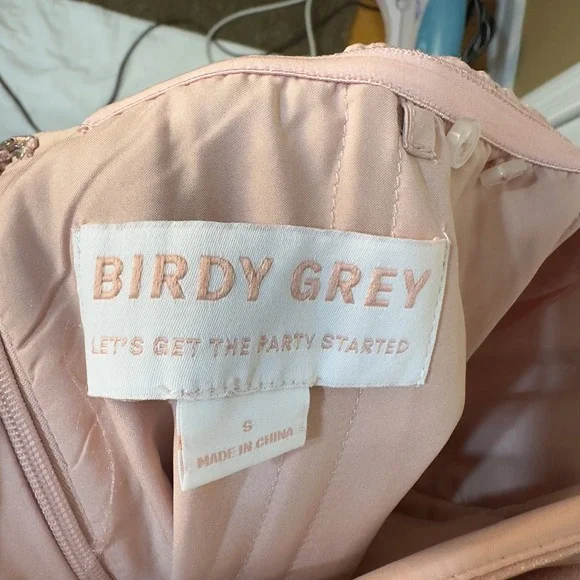 BIRDY GREY
LET'S GET THE PARTY STARTED
S
MADE IN CHINA